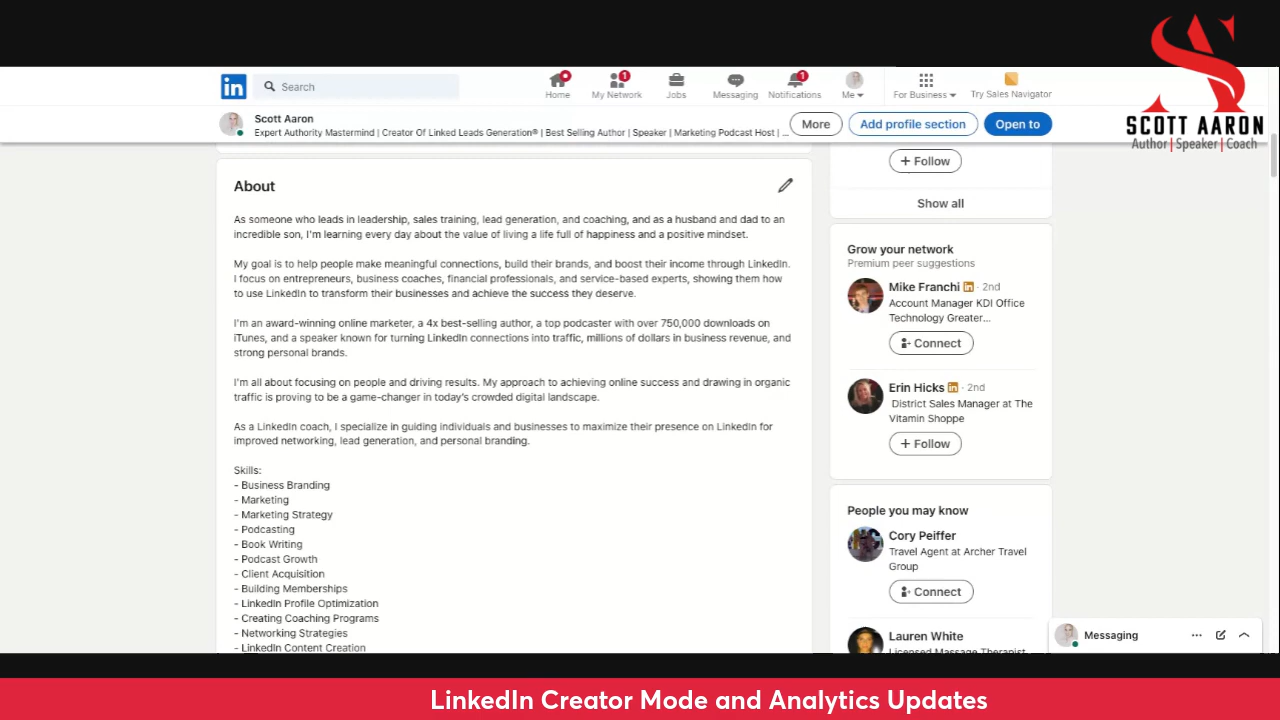 Search
Home
1
My Network
Jobs
Messaging
1
Notifications
Me
For Business
Try Sales Navigator
SCOTT AARON
Author | Speaker | Coach
Scott Aaron
Expert Authority Mastermind | Creator Of Linked Leads Generation® | Best Selling Author | Speaker | Marketing Podcast Host | ...
More
Add profile section
Open to
About
As someone who leads in leadership, sales training, lead generation, and coaching, and as a husband and dad to an
incredible son, I'm learning every day about the value of living a life full of happiness and a positive mindset.
My goal is to help people make meaningful connections, build their brands, and boost their income through LinkedIn.
I focus on entrepreneurs, business coaches, financial professionals, and service-based experts, showing them how
to use LinkedIn to transform their businesses and achieve the success they deserve.
I'm an award-winning online marketer, a 4x best-selling author, a top podcaster with over 750,000 downloads on
iTunes, and a speaker known for turning LinkedIn connections into traffic, millions of dollars in business revenue, and
strong personal brands.
I'm all about focusing on people and driving results. My approach to achieving online success and drawing in organic
traffic is proving to be a game-changer in today's crowded digital landscape.
As a LinkedIn coach, I specialize in guiding individuals and businesses to maximize their presence on LinkedIn for
improved networking, lead generation, and personal branding.
Skills:
- Business Branding
- Marketing
- Marketing Strategy
- Podcasting
- Book Writing
- Podcast Growth
- Client Acquisition
- Building Memberships
- LinkedIn Profile Optimization
- Creating Coaching Programs
- Networking Strategies
- LinkedIn Content Creation
+ Follow
Show all
Grow your network
Premium peer suggestions
Mike Franchi in · 2nd
Account Manager KDI Office
Technology Greater...
Connect
Erin Hicks in · 2nd
District Sales Manager at The
Vitamin Shoppe
+ Follow
People you may know
Cory Peiffer
Travel Agent at Archer Travel
Group
Connect
Lauren White
Licensed Massage Therapist
Messaging
LinkedIn Creator Mode and Analytics Updates